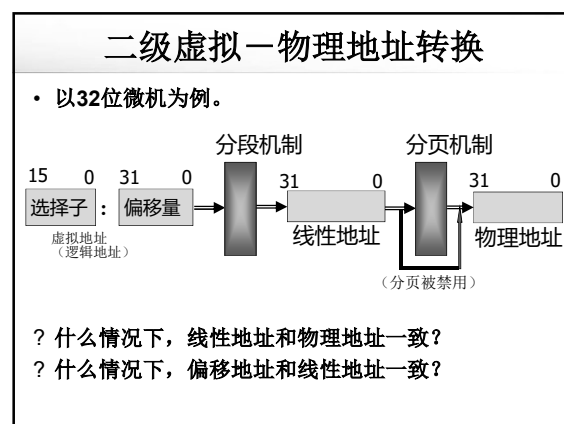 二级虚拟－物理地址转换
• 以32位微机为例。
分段机制 分页机制
15 0 31 0 31 0 31 0
选择子 : 偏移量
虚拟地址
（逻辑地址）
线性地址 物理地址
（分页被禁用）
? 什么情况下，线性地址和物理地址一致？
? 什么情况下，偏移地址和线性地址一致？